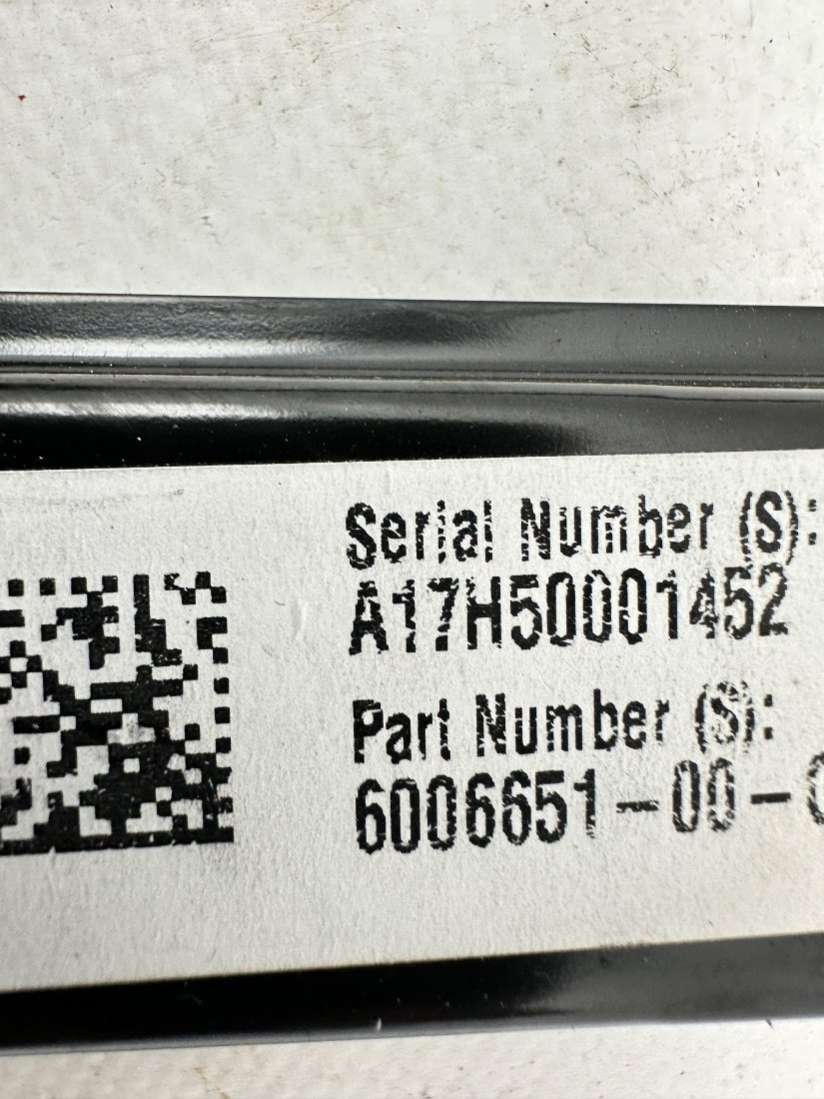 Serial Number (S):
A17H50001452
Part Number (S):
6006651-00-